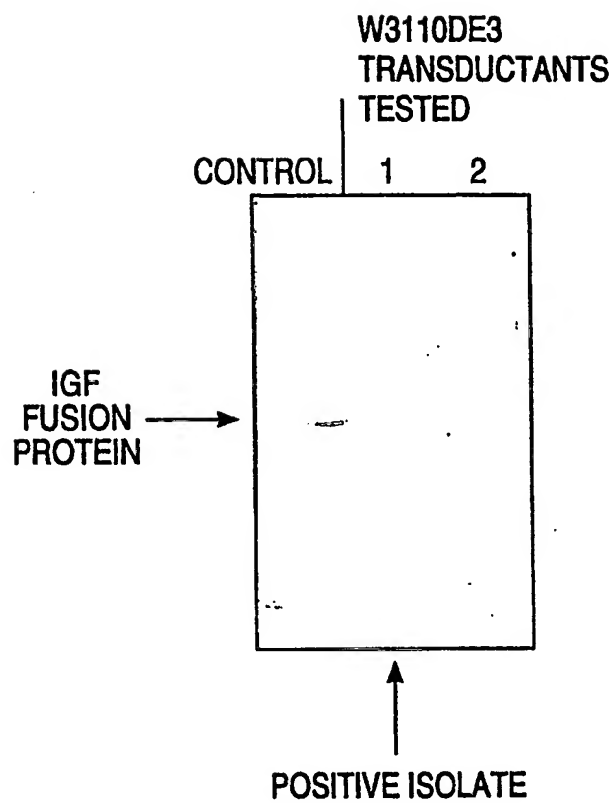 W3110DE3
TRANSDUCTANTS
TESTED
CONTROL 1 2
IGF
FUSION
PROTEIN
POSITIVE ISOLATE